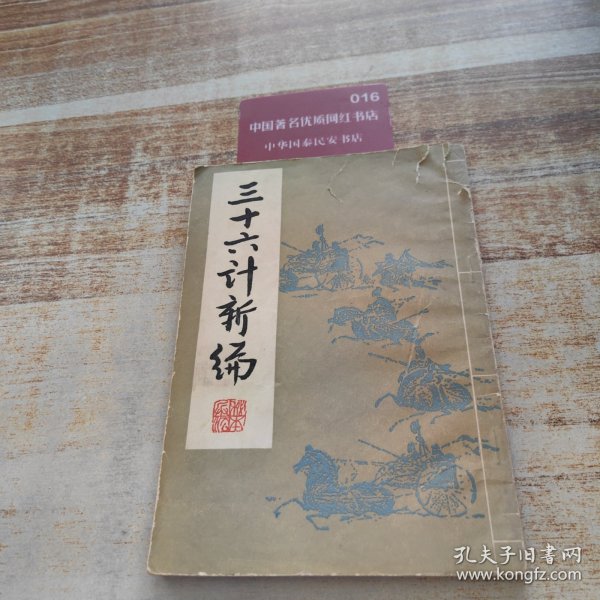 016
中国著名优质网红书店
中华国泰民安书店
三十六计新编
孔夫子旧书网
www.kongfz.com